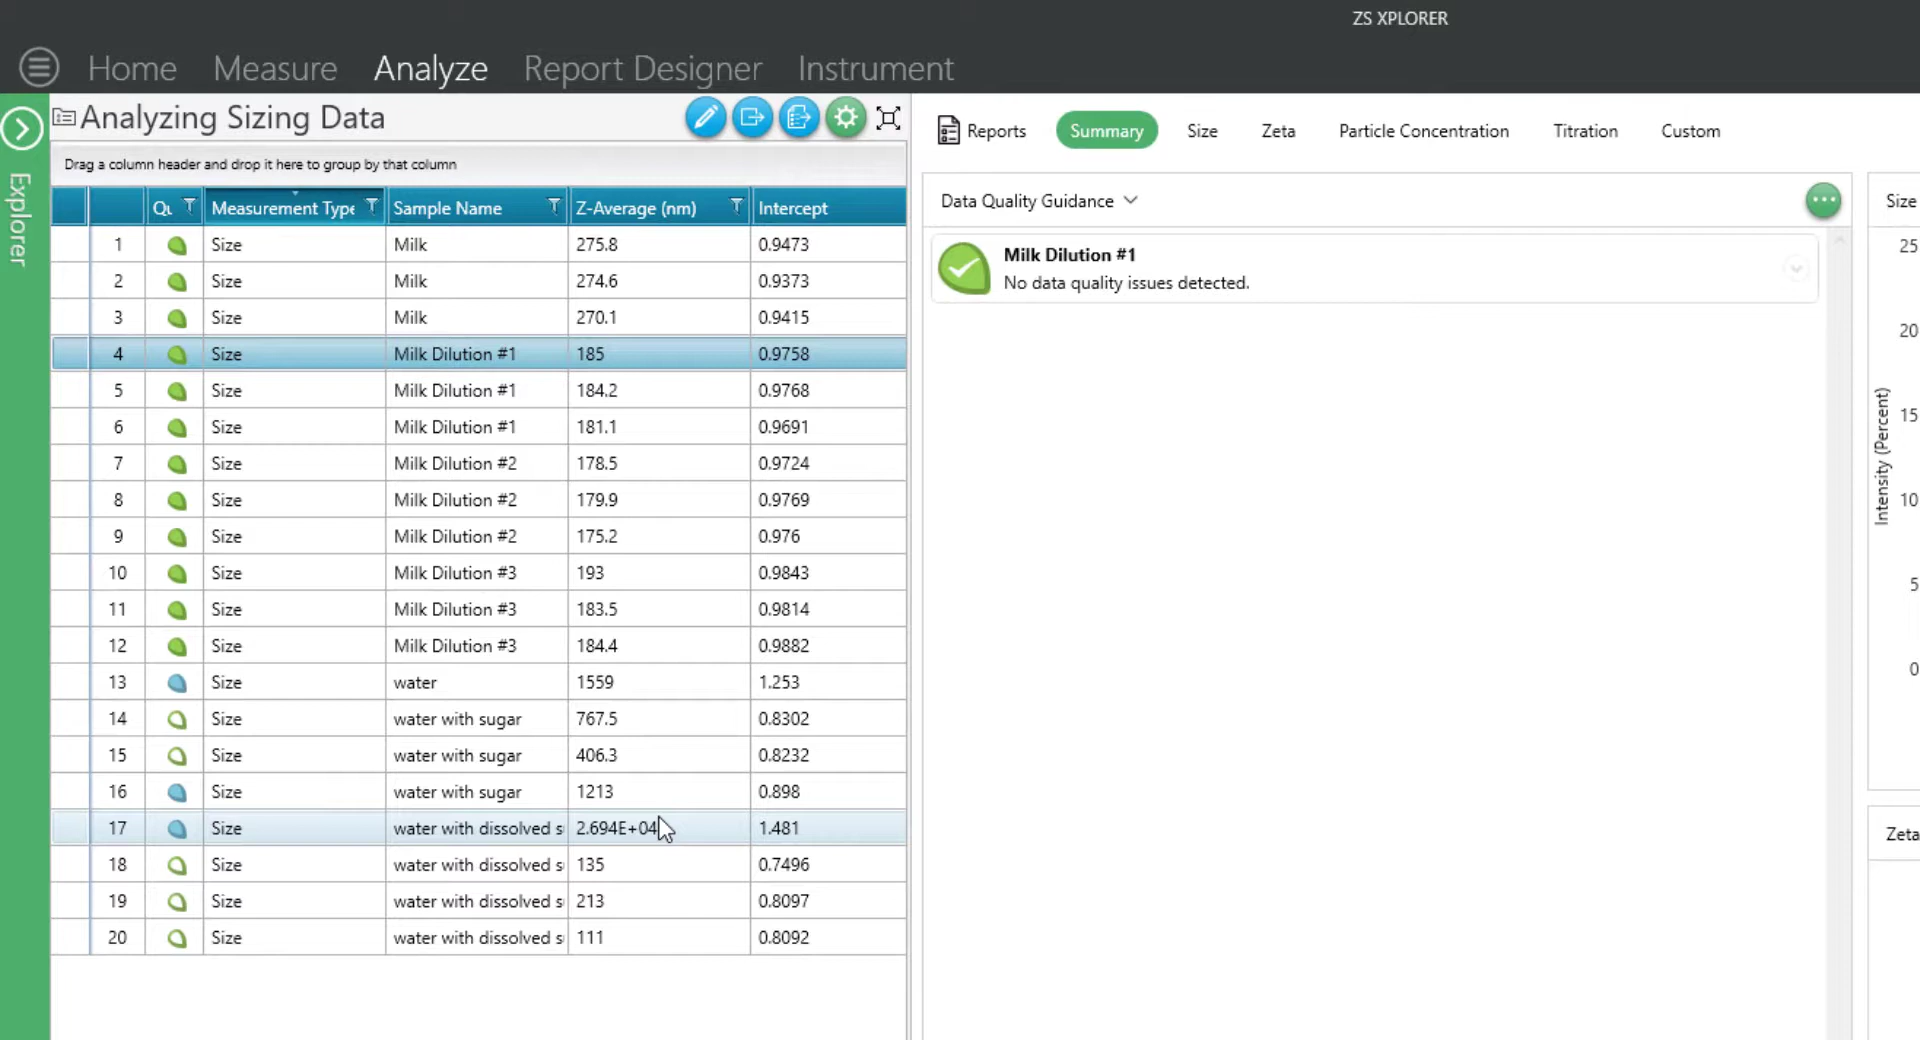 ZS XPLORER
Home Measure Analyze Report Designer Instrument
Explorer
Analyzing Sizing Data
Drag a column header and drop it here to group by that column
Qu Measurement Type Sample Name Z-Average (nm) Intercept
1 Size Milk 275.8 0.9473
2 Size Milk 274.6 0.9373
3 Size Milk 270.1 0.9415
4 Size Milk Dilution #1 185 0.9758
5 Size Milk Dilution #1 184.2 0.9768
6 Size Milk Dilution #1 181.1 0.9691
7 Size Milk Dilution #2 178.5 0.9724
8 Size Milk Dilution #2 179.9 0.9769
9 Size Milk Dilution #2 175.2 0.976
10 Size Milk Dilution #3 193 0.9843
11 Size Milk Dilution #3 183.5 0.9814
12 Size Milk Dilution #3 184.4 0.9882
13 Size water 1559 1.253
14 Size water with sugar 767.5 0.8302
15 Size water with sugar 406.3 0.8232
16 Size water with sugar 1213 0.898
17 Size water with dissolved s 2.694E+04 1.481
18 Size water with dissolved s 135 0.7496
19 Size water with dissolved s 213 0.8097
20 Size water with dissolved s 111 0.8092
Reports Summary Size Zeta Particle Concentration Titration Custom
Data Quality Guidance
Milk Dilution #1
No data quality issues detected.
Size
25
20
15
10
5
0
Intensity (Percent)
Zeta